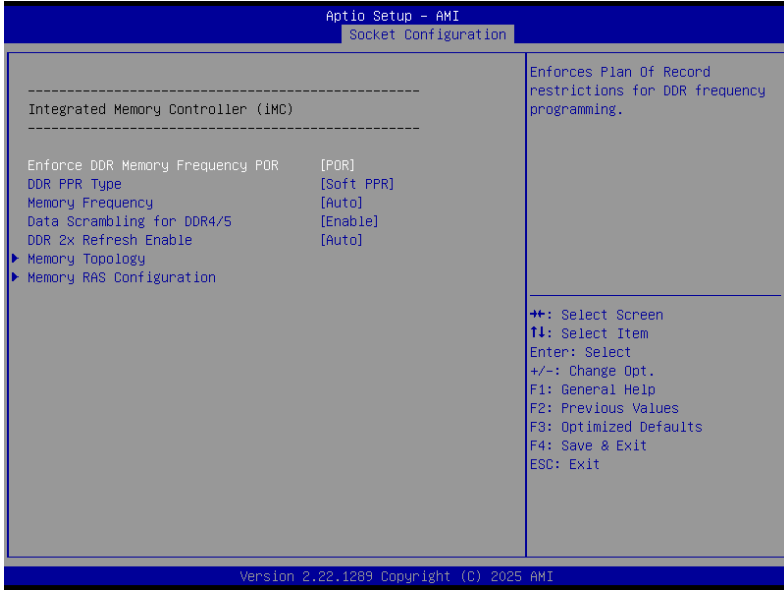 Aptio Setup – AMI
Socket Configuration
--------------------------------------------------
Integrated Memory Controller (iMC)
--------------------------------------------------
Enforce DDR Memory Frequency POR [POR]
DDR PPR Type [Soft PPR]
Memory Frequency [Auto]
Data Scrambling for DDR4/5 [Enable]
DDR 2x Refresh Enable [Auto]
Memory Topology
Memory RAS Configuration
Enforces Plan Of Record
restrictions for DDR frequency
programming.
→←: Select Screen
↑↓: Select Item
Enter: Select
+/-: Change Opt.
F1: General Help
F2: Previous Values
F3: Optimized Defaults
F4: Save & Exit
ESC: Exit
Version 2.22.1289 Copyright (C) 2025 AMI